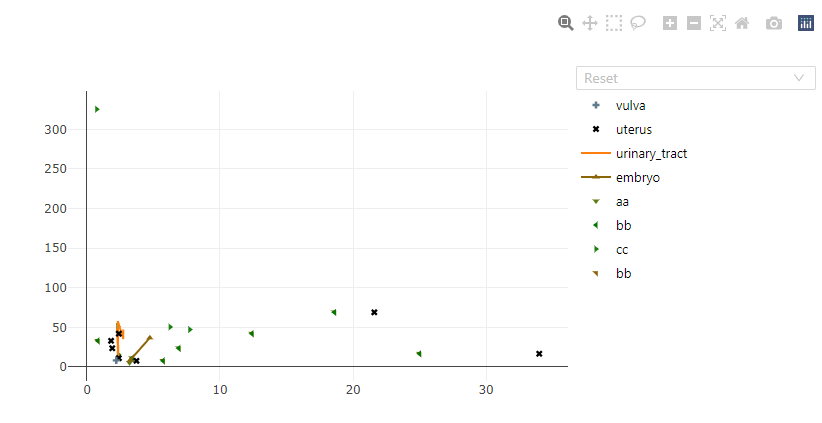 Reset
vulva
uterus
urinary_tract
embryo
aa
bb
cc
bb
300
250
200
150
100
50
0
0 10 20 30